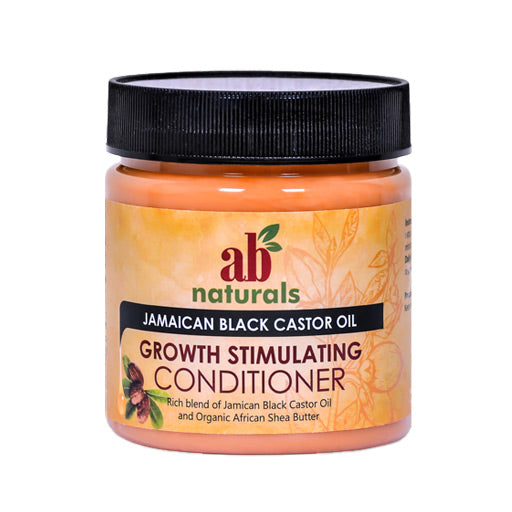 ab
naturals
JAMAICAN BLACK CASTOR OIL
GROWTH STIMULATING
CONDITIONER
Rich blend of Jamican Black Castor Oil
and Organic African Shea Butter